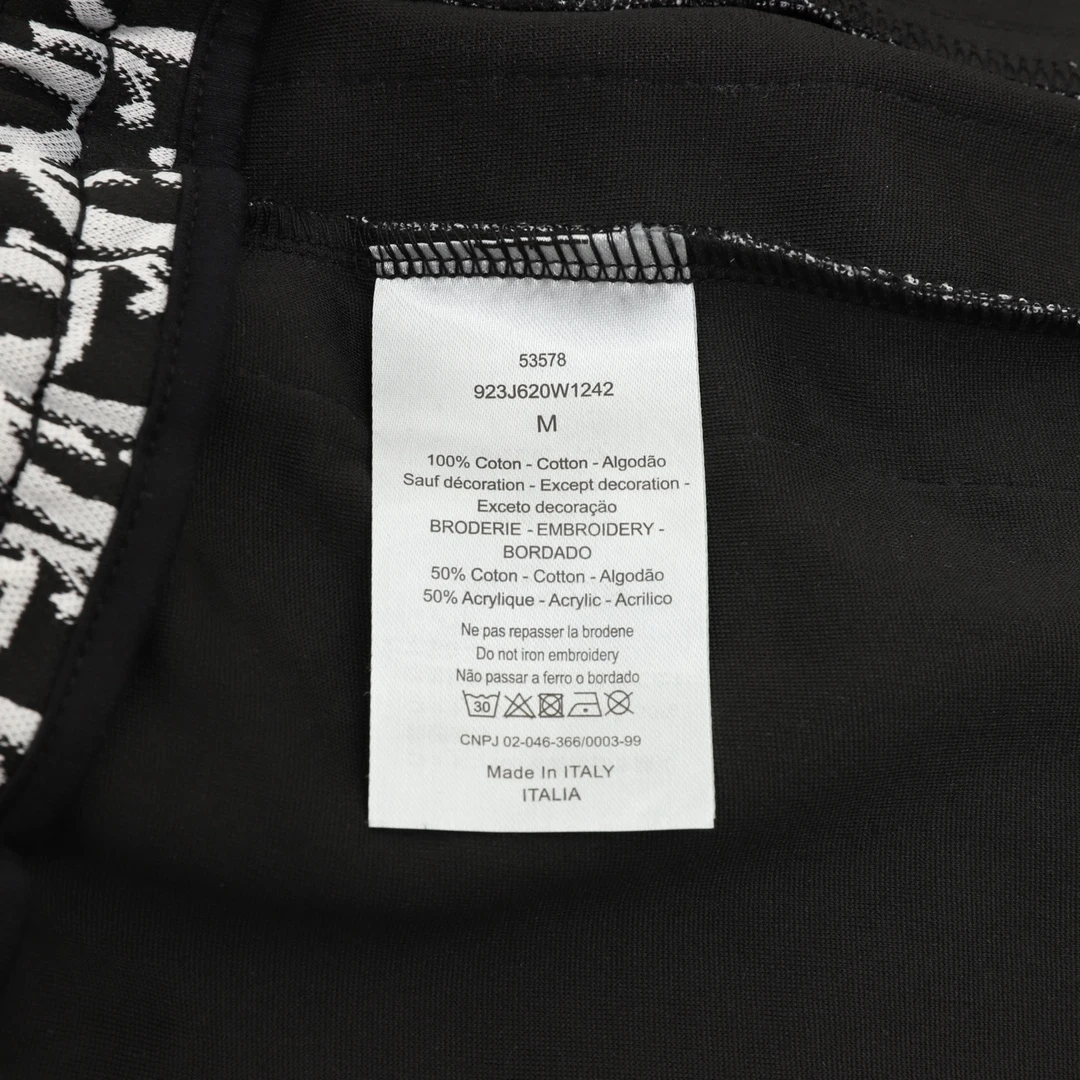 53578
923J620W1242
M
100% Coton - Cotton - Algodão
Sauf décoration - Except decoration -
Exceto decoração
BRODERIE - EMBROIDERY -
BORDADO
50% Coton - Cotton - Algodão
50% Acrylique - Acrylic - Acrilico
Ne pas repasser la brodene
Do not iron embroidery
Não passar a ferro o bordado
30
CNPJ 02-046-366/0003-99
Made In ITALY
ITALIA